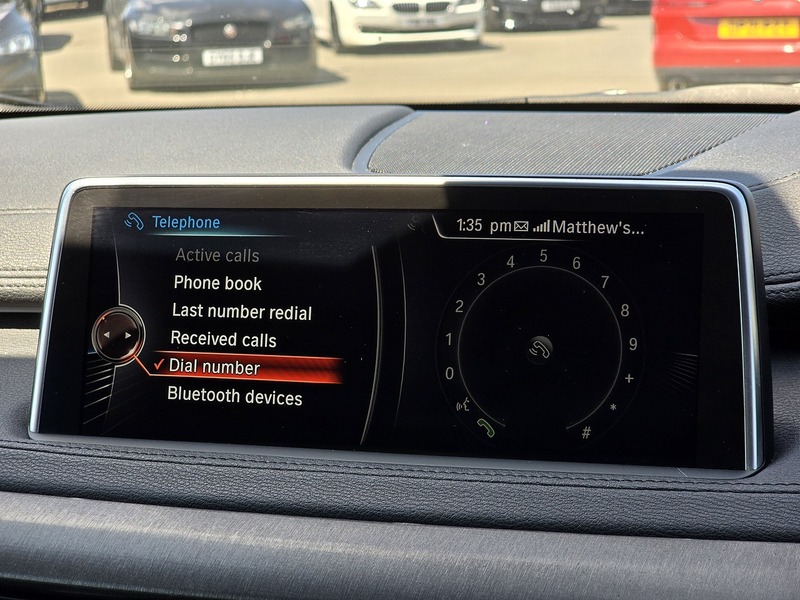 Telephone
1:35 pm Matthew's...
Active calls
Phone book
Last number redial
Received calls
Dial number
Bluetooth devices
0
1
2
3
4
5
6
7
8
9
+
*
#